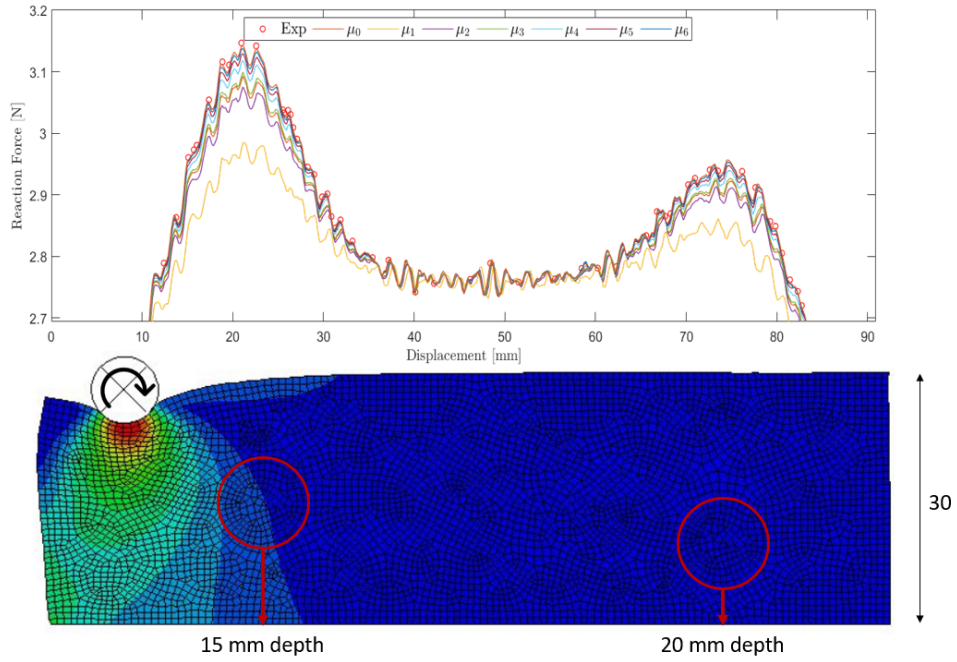 3.2
Exp μ0 μ1 μ2 μ3 μ4 μ5 μ6
3.1
3
2.9
2.8
2.7
Reaction Force [N]
0 10 20 30 40 50 60 70 80 90
Displacement [mm]
30
15 mm depth 20 mm depth